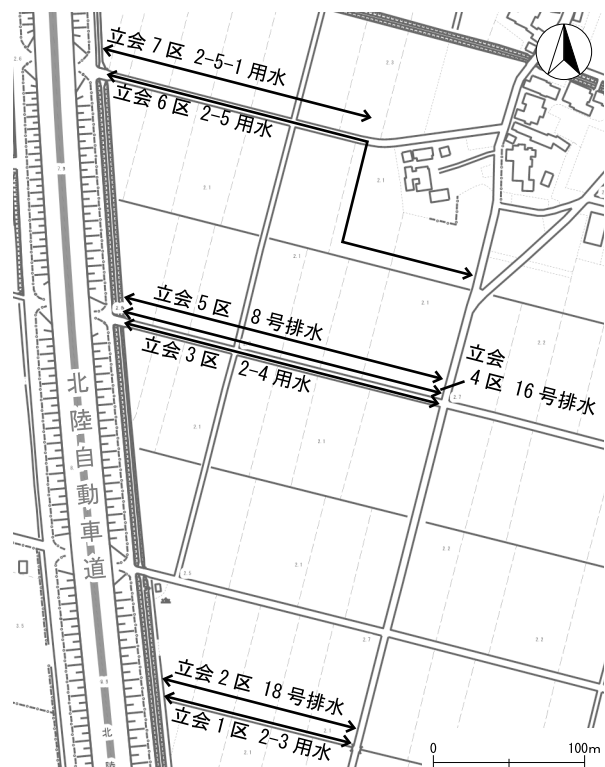 立会 7 区 2-5-1 用水
立会 6 区 2-5 用水
立会 5 区 8 号排水
立会 3 区 2-4 用水
立会
4 区 16 号排水
北陸自動車道
立会 2 区 18 号排水
立会 1 区 2-3 用水
北陸
0 100m